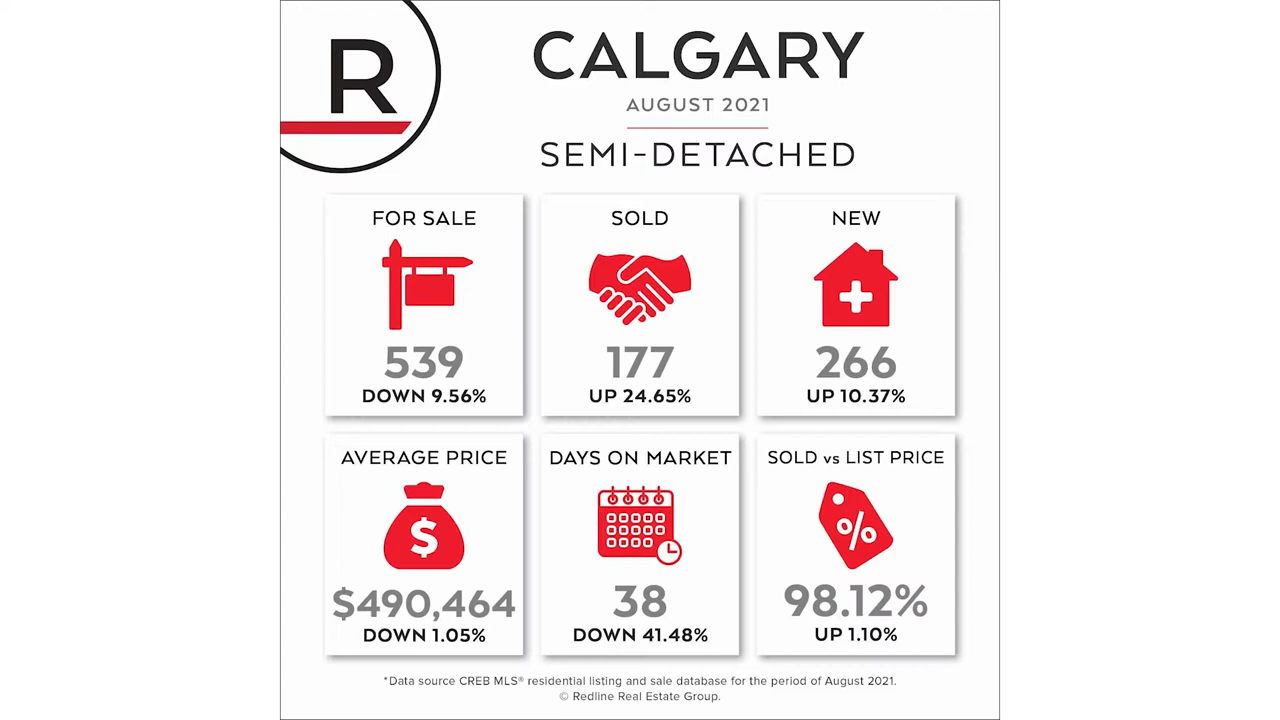 R
CALGARY
AUGUST 2021
SEMI-DETACHED
FOR SALE
539
DOWN 9.56%
SOLD
177
UP 24.65%
NEW
266
UP 10.37%
AVERAGE PRICE
$
$490,464
DOWN 1.05%
DAYS ON MARKET
38
DOWN 41.48%
SOLD vs LIST PRICE
%
98.12%
UP 1.10%
*Data source CREB MLS® residential listing and sale database for the period of August 2021.
© Redline Real Estate Group.